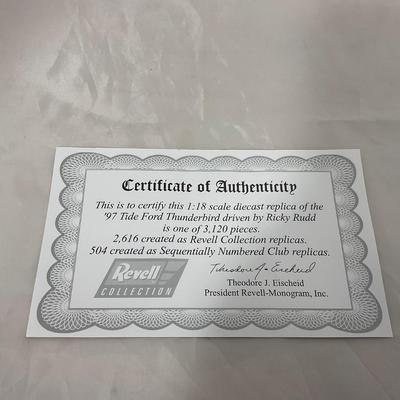 Certificate of Authenticity
This is to certify this 1:18 scale diecast replica of the
'97 Tide Ford Thunderbird driven by Ricky Rudd
is one of 3,120 pieces.
2,616 created as Revell Collection replicas.
504 created as Sequentially Numbered Club replicas.
Revell
COLLECTION
Theodore J. Eischeid
Theodore J. Eischeid
President Revell-Monogram, Inc.